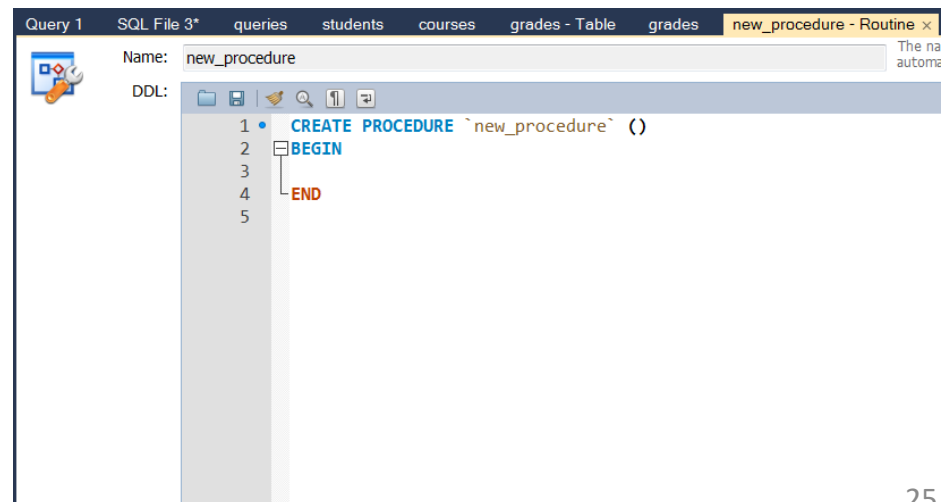 Query 1 SQL File 3* queries students courses grades - Table grades new_procedure - Routine ×
Name: new_procedure
The na
automa
DDL:
1 CREATE PROCEDURE `new_procedure` ()
2 BEGIN
3
4 END
5
25